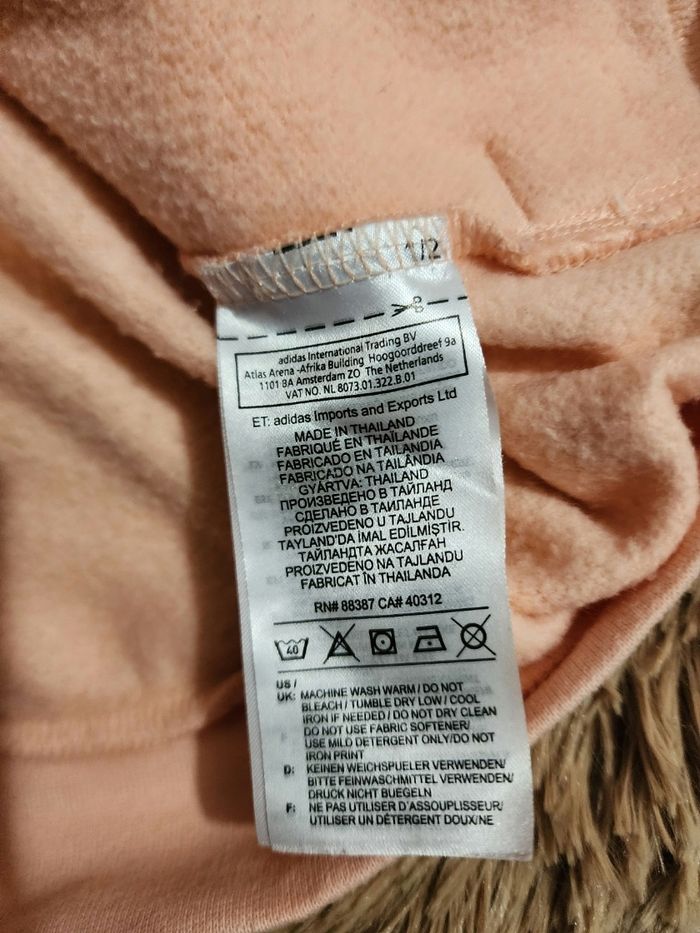 1/2
adidas International Trading BV
Atlas Arena -Afrika Building Hoogoorddreef 9a
1101 BA Amsterdam ZO The Netherlands
VAT NO. NL 8073.01.322.B.01
ET: adidas Imports and Exports Ltd
MADE IN THAILAND
FABRIQUÉ EN THAÏLANDE
FABRICADO EN TAILANDIA
FABRICADO NA TAILÂNDIA
GYÁRTVA: THAILAND
ПРОИЗВЕДЕНО В ТАЙЛАНД
СДЕЛАНО В ТАИЛАНДЕ
PROIZVEDENO U TAJLANDU
TAYLAND'DA İMAL EDİLMİŞTİR.
ТАЙЛАНДТА ЖАСАЛҒАН
PROIZVEDENO NA TAJLANDU
FABRICAT ÎN THAILANDA
RN# 88387 CA# 40312
40
US /
UK: MACHINE WASH WARM / DO NOT
BLEACH / TUMBLE DRY LOW / COOL
IRON IF NEEDED / DO NOT DRY CLEAN
DO NOT USE FABRIC SOFTENER/
USE MILD DETERGENT ONLY/DO NOT
IRON PRINT
D: KEINEN WEICHSPUELER VERWENDEN/
BITTE FEINWASCHMITTEL VERWENDEN/
DRUCK NICHT BUEGELN
F: NE PAS UTILISER D'ASSOUPLISSEUR/
UTILISER UN DÉTERGENT DOUX/NE